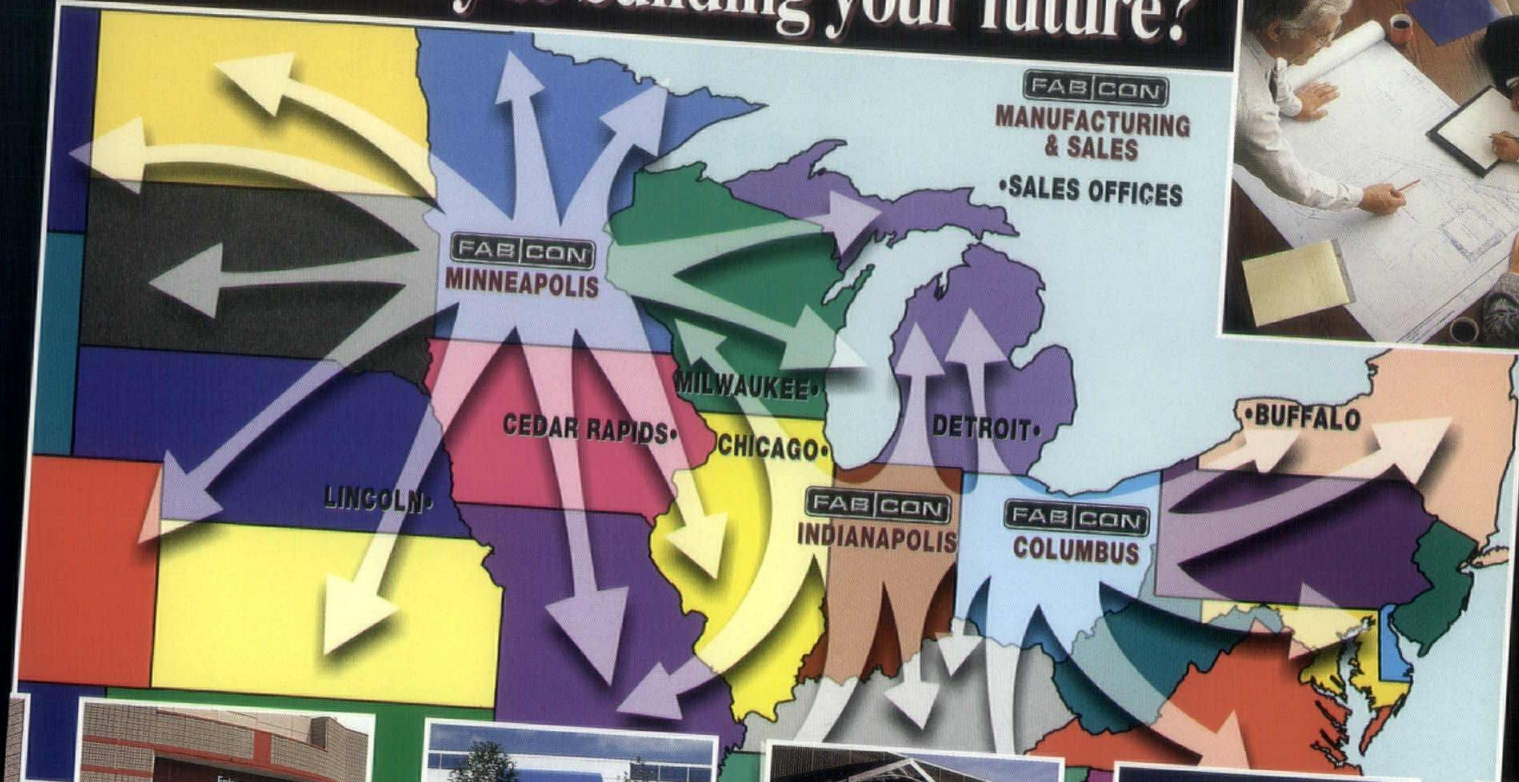 building your future?
FAB CON
MANUFACTURING
& SALES
•SALES OFFICES
FAB CON
MINNEAPOLIS
MILWAUKEE•
CEDAR RAPIDS•
CHICAGO•
DETROIT•
•BUFFALO
LINCOLN•
FAB CON
INDIANAPOLIS
FAB CON
COLUMBUS